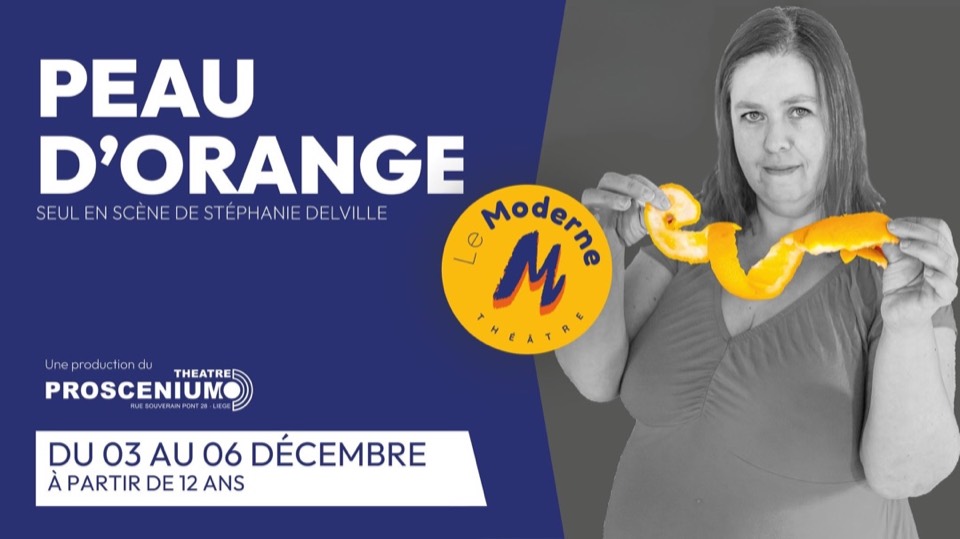 PEAU
D'ORANGE
SEUL EN SCÈNE DE STÉPHANIE DELVILLE
Le Moderne
M
THÉÂTRE
Une production du
THEATRE
PROSCENIUM
RUE SOUVERAIN PONT 28 - LIEGE
DU 03 AU 06 DÉCEMBRE
À PARTIR DE 12 ANS